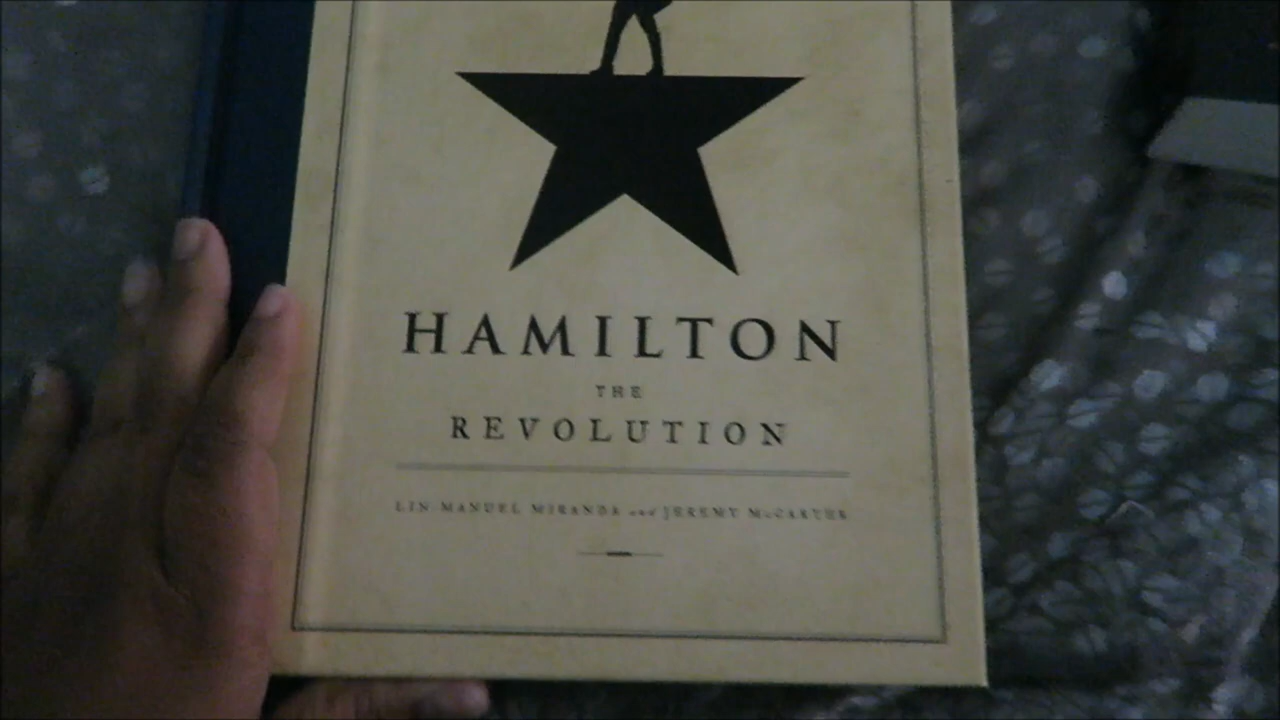 HAMILTON
THE
REVOLUTION
LIN-MANUEL MIRANDA and JEREMY McCARTER